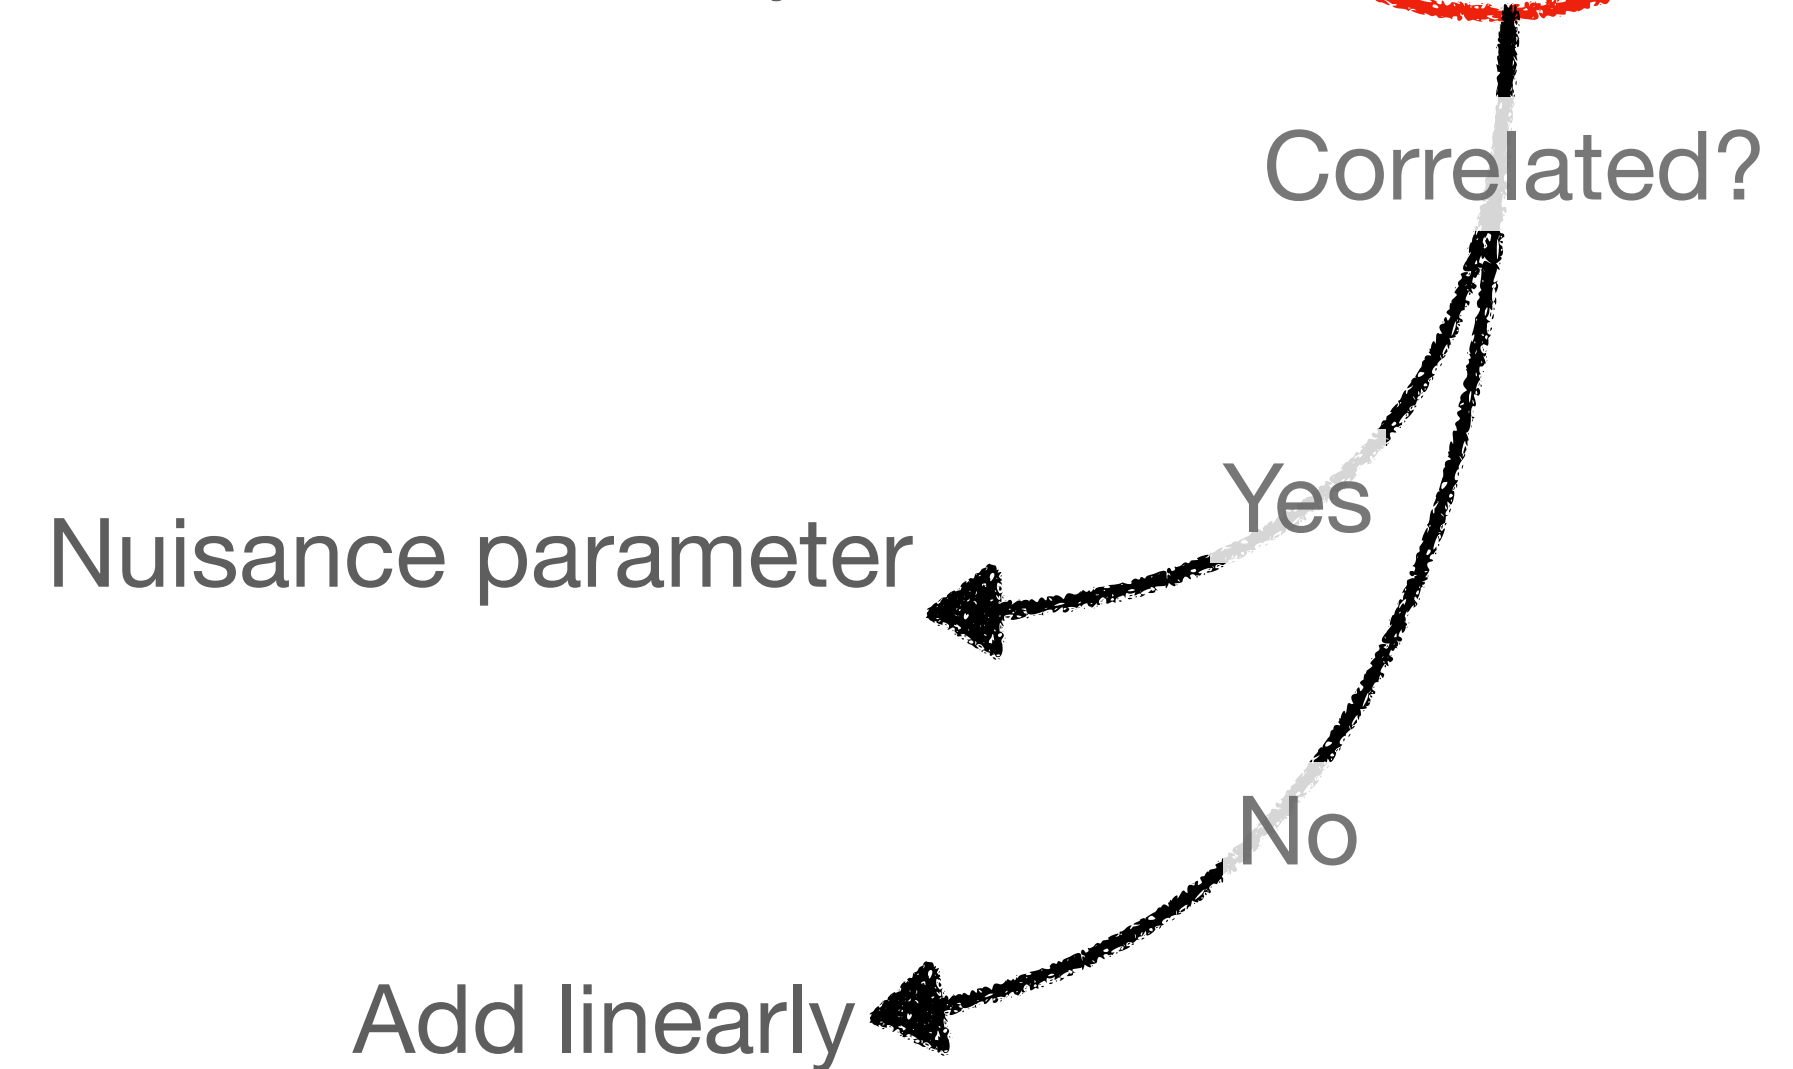 Correlated?
Yes
Nuisance parameter
No
Add linearly